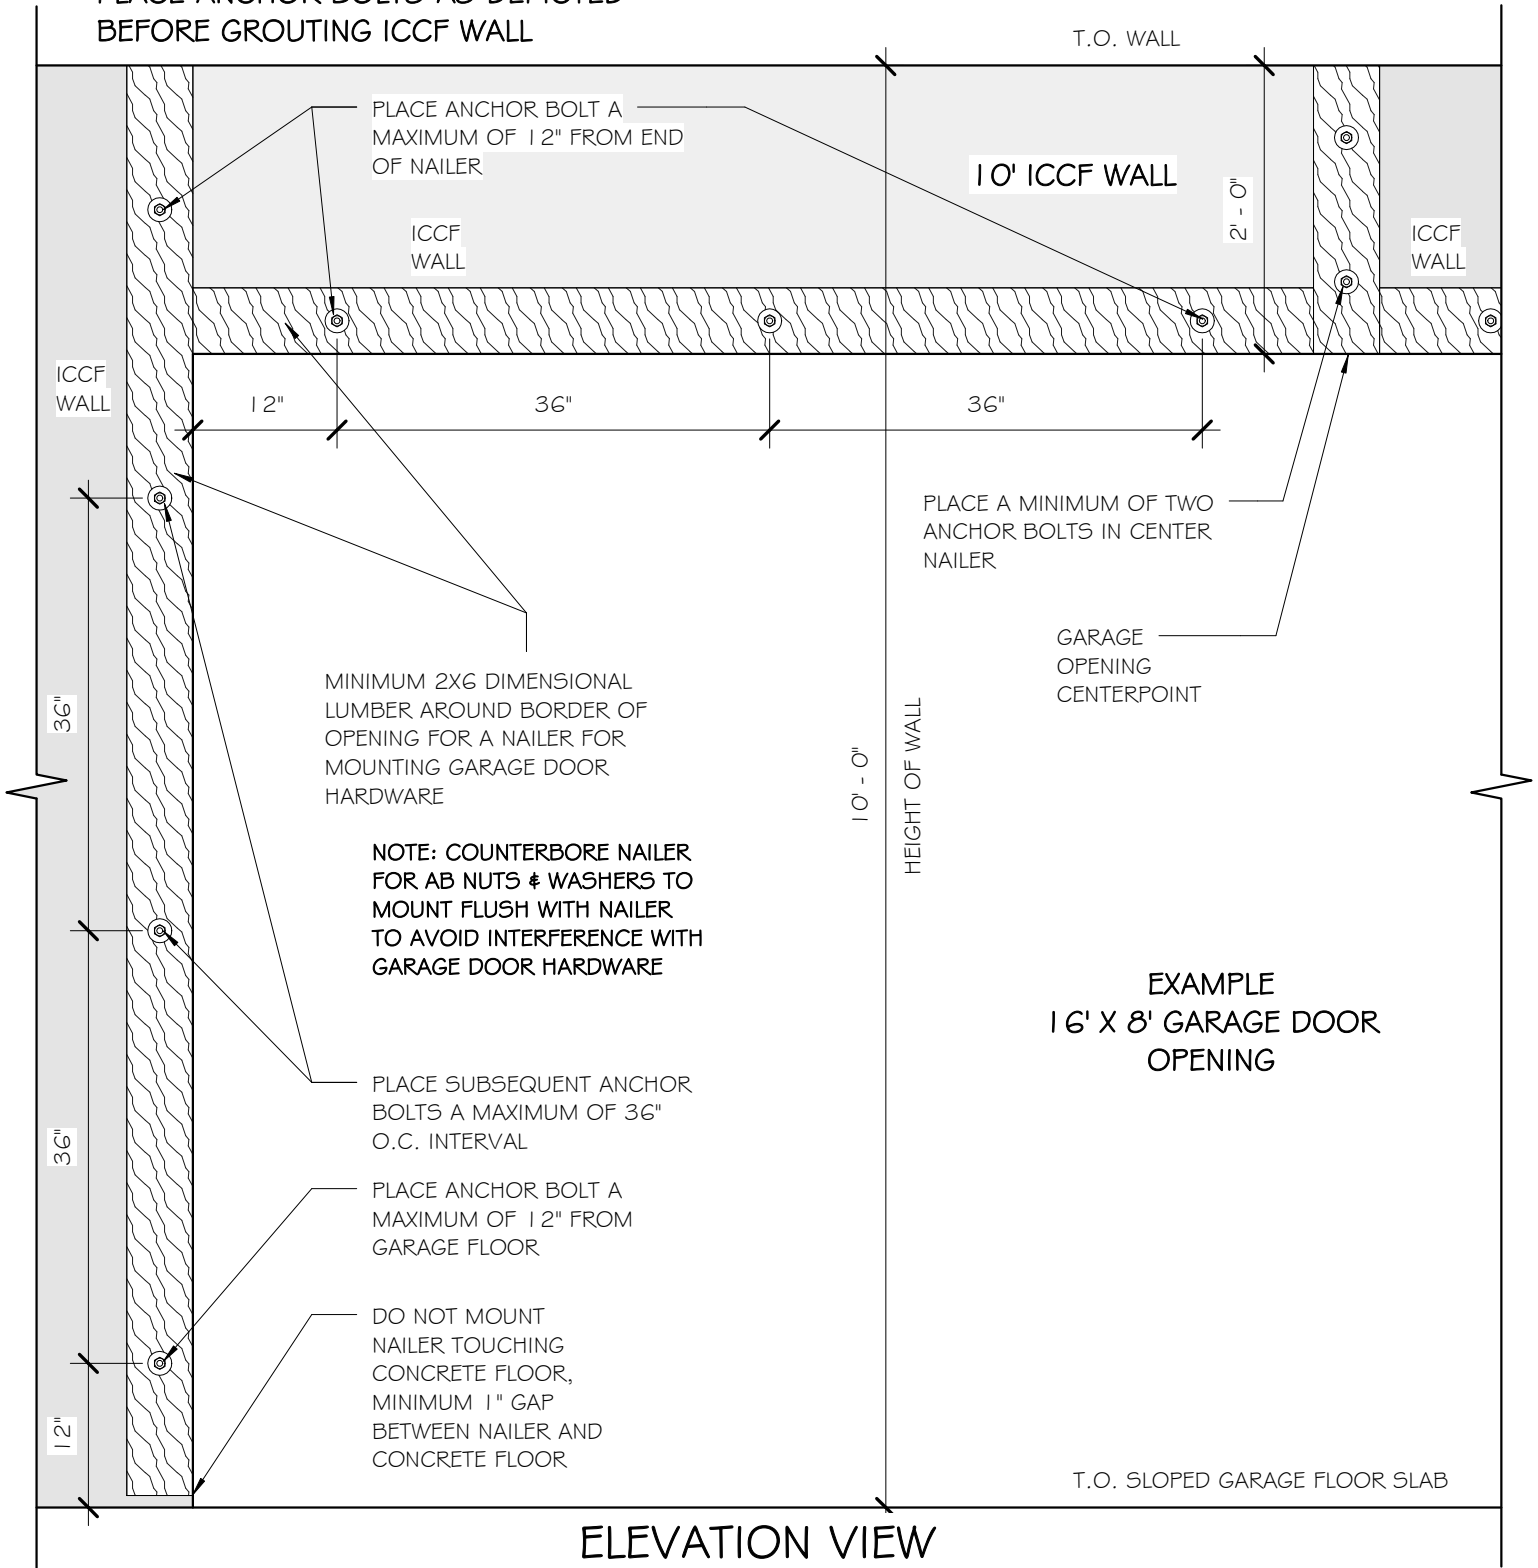 BEFORE GROUTING ICCF WALL
T.O. WALL
PLACE ANCHOR BOLT A
MAXIMUM OF 12" FROM END
OF NAILER
10' ICCF WALL
2' - 0"
ICCF
WALL
ICCF
WALL
ICCF
WALL
12"
36"
36"
PLACE A MINIMUM OF TWO
ANCHOR BOLTS IN CENTER
NAILER
GARAGE
OPENING
CENTERPOINT
MINIMUM 2X6 DIMENSIONAL
LUMBER AROUND BORDER OF
OPENING FOR A NAILER FOR
MOUNTING GARAGE DOOR
HARDWARE
36"
10' - 0"
HEIGHT OF WALL
NOTE: COUNTERBORE NAILER
FOR AB NUTS & WASHERS TO
MOUNT FLUSH WITH NAILER
TO AVOID INTERFERENCE WITH
GARAGE DOOR HARDWARE
EXAMPLE
16' X 8' GARAGE DOOR
OPENING
PLACE SUBSEQUENT ANCHOR
BOLTS A MAXIMUM OF 36"
O.C. INTERVAL
36"
PLACE ANCHOR BOLT A
MAXIMUM OF 12" FROM
GARAGE FLOOR
DO NOT MOUNT
NAILER TOUCHING
CONCRETE FLOOR,
MINIMUM 1" GAP
BETWEEN NAILER AND
CONCRETE FLOOR
12"
T.O. SLOPED GARAGE FLOOR SLAB
ELEVATION VIEW